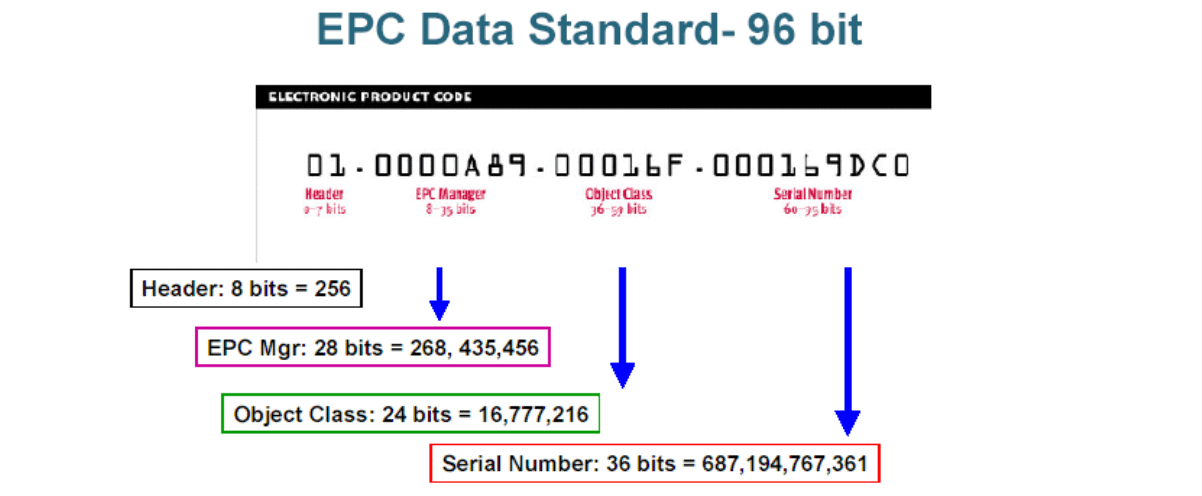 EPC Data Standard- 96 bit
ELECTRONIC PRODUCT CODE
01 - 0000A89 - 00016F - 000169DC0
Header EPC Manager Object Class Serial Number
0-7 bits 8-35 bits 36-59 bits 60-95 bits
Header: 8 bits = 256
EPC Mgr: 28 bits = 268, 435,456
Object Class: 24 bits = 16,777,216
Serial Number: 36 bits = 687,194,767,361